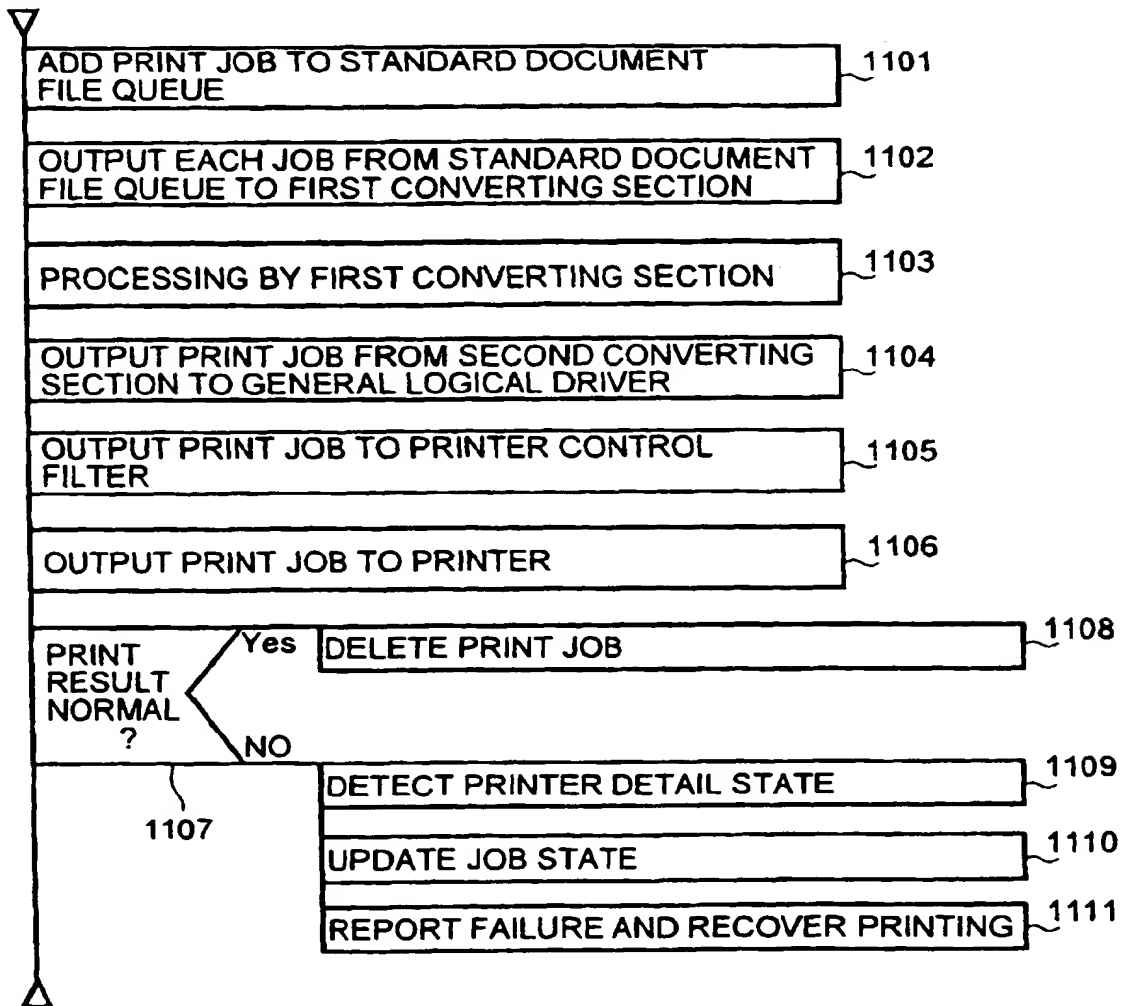 ADD PRINT JOB TO STANDARD DOCUMENT
FILE QUEUE
1101
OUTPUT EACH JOB FROM STANDARD DOCUMENT
FILE QUEUE TO FIRST CONVERTING SECTION
1102
PROCESSING BY FIRST CONVERTING SECTION
1103
OUTPUT PRINT JOB FROM SECOND CONVERTING
SECTION TO GENERAL LOGICAL DRIVER
1104
OUTPUT PRINT JOB TO PRINTER CONTROL
FILTER
1105
OUTPUT PRINT JOB TO PRINTER
1106
PRINT
RESULT
NORMAL
?
1107
Yes
DELETE PRINT JOB
1108
NO
DETECT PRINTER DETAIL STATE
1109
UPDATE JOB STATE
1110
REPORT FAILURE AND RECOVER PRINTING
1111